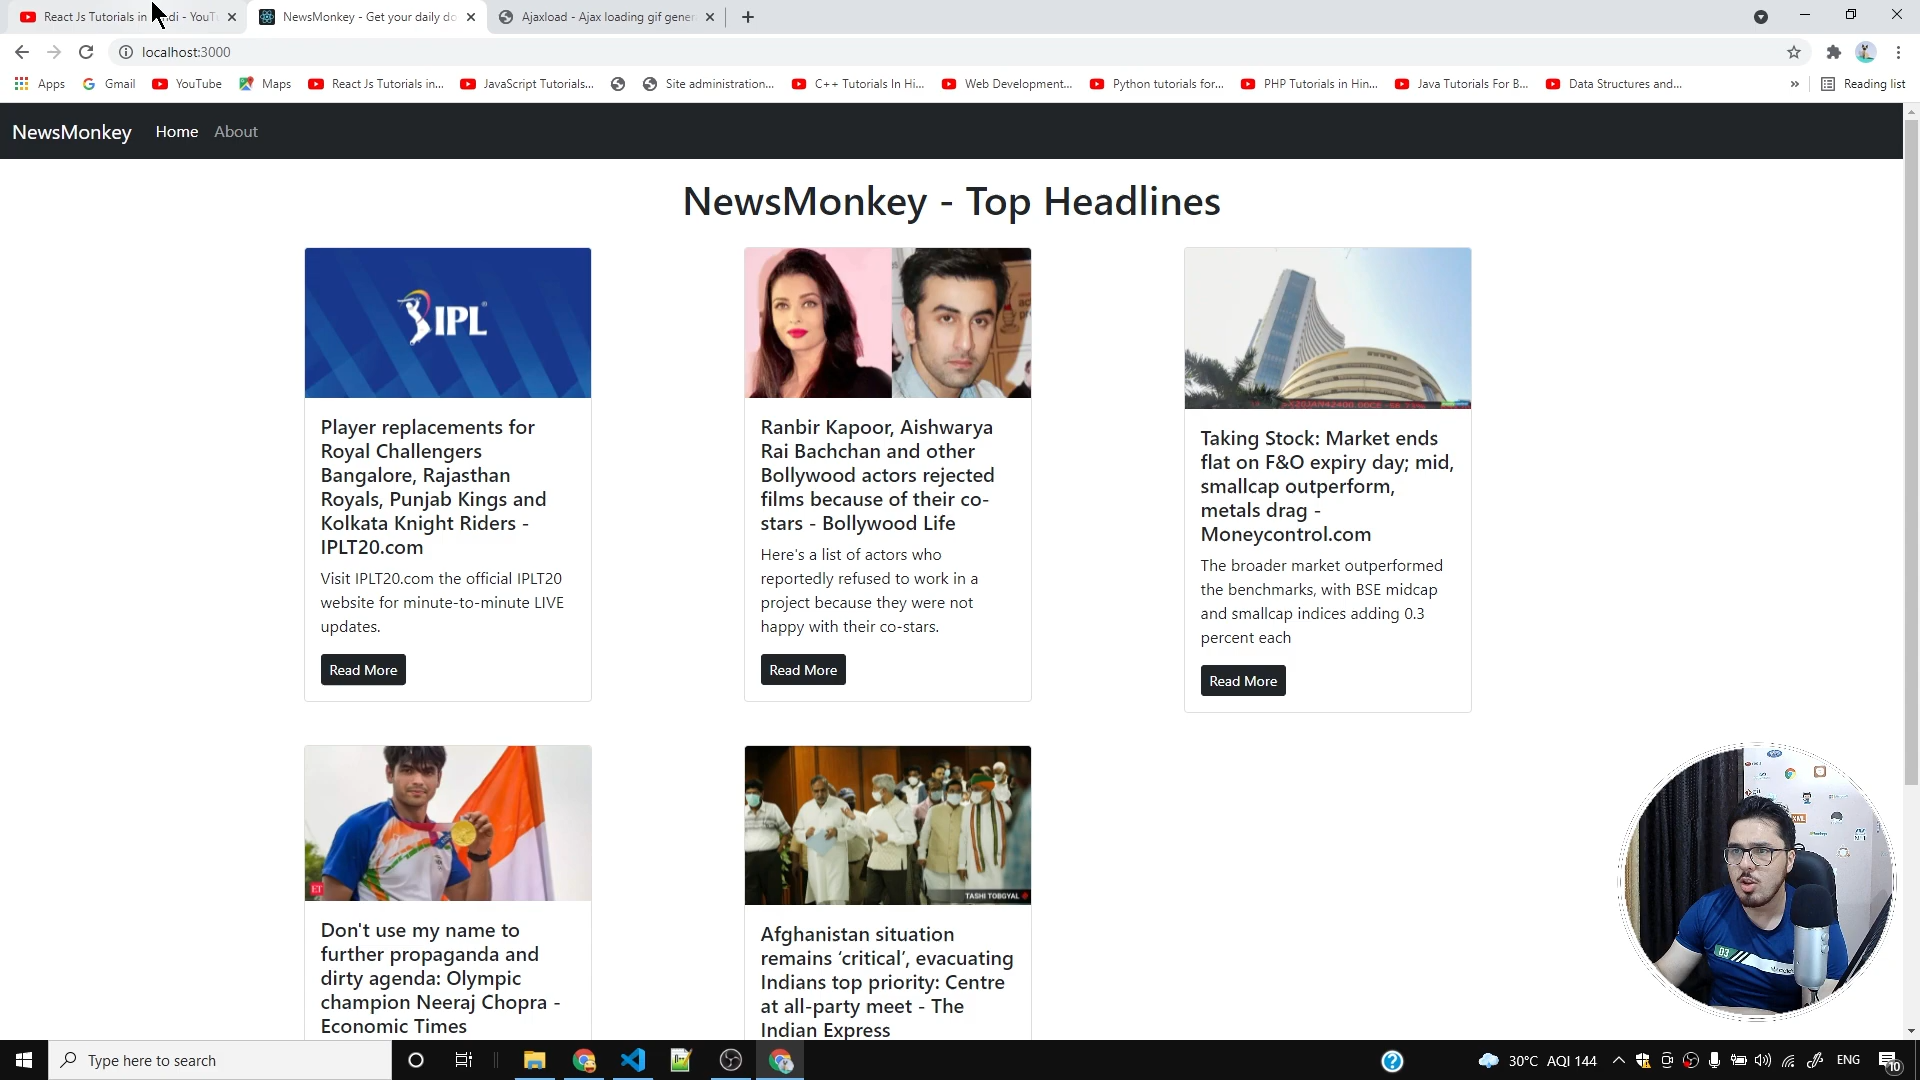 React Js Tutorials in
NewsMonkey - Get your daily do
Ajaxload - Ajax loading gif gener
localhost:3000
Apps
Gmail
YouTube
Maps
React Js Tutorials in...
JavaScript Tutorials...
Site administration...
C++ Tutorials In Hi...
Web Development...
Python tutorials for...
PHP Tutorials in Hin...
Java Tutorials For B...
Data Structures and...
»
Reading list
NewsMonkey
Home
About
NewsMonkey - Top Headlines
IPL
Player replacements for
Royal Challengers
Bangalore, Rajasthan
Royals, Punjab Kings and
Kolkata Knight Riders -
IPLT20.com
Visit IPLT20.com the official IPLT20
website for minute-to-minute LIVE
updates.
Read More
Ranbir Kapoor, Aishwarya
Rai Bachchan and other
Bollywood actors rejected
films because of their co-
stars - Bollywood Life
Here's a list of actors who
reportedly refused to work in a
project because they were not
happy with their co-stars.
Read More
Taking Stock: Market ends
flat on F&O expiry day; mid,
smallcap outperform,
metals drag -
Moneycontrol.com
The broader market outperformed
the benchmarks, with BSE midcap
and smallcap indices adding 0.3
percent each
Read More
ET
Don't use my name to
further propaganda and
dirty agenda: Olympic
champion Neeraj Chopra -
Economic Times
TASHI TOBGYAL
Afghanistan situation
remains ‘critical’, evacuating
Indians top priority: Centre
at all-party meet - The
Indian Express
03
Type here to search
30°C AQI 144
ENG
10